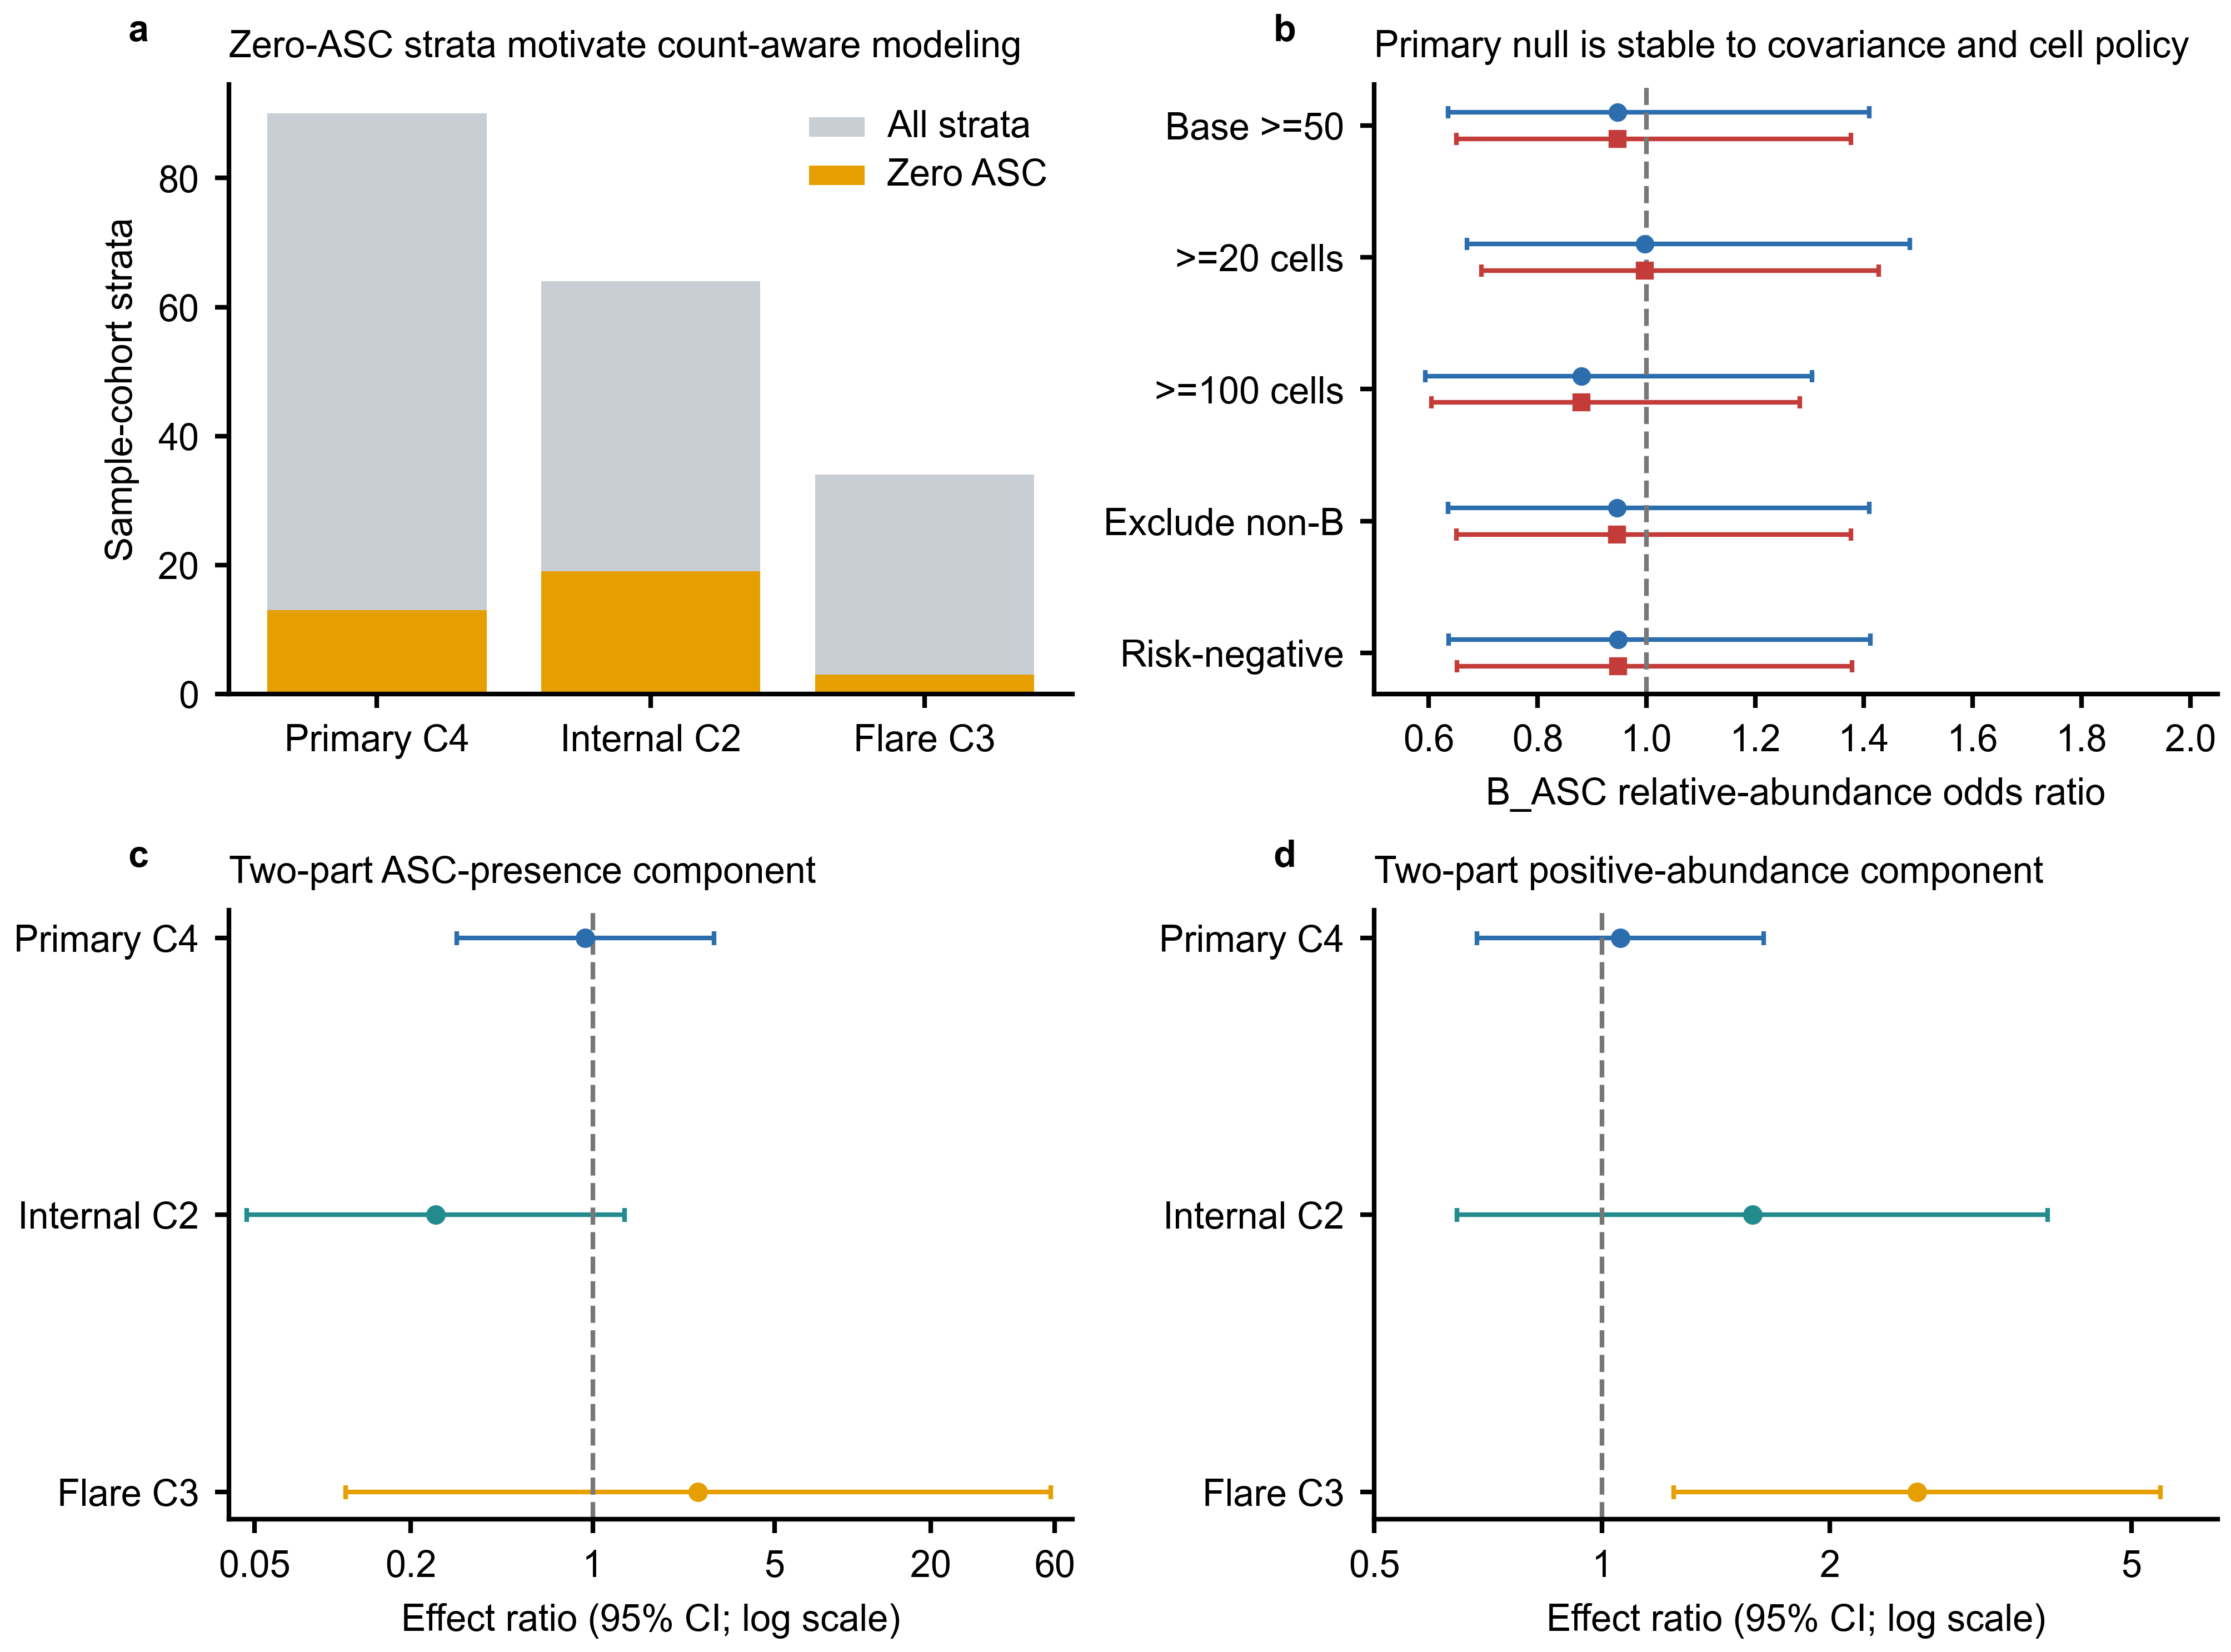 a
Zero-ASC strata motivate count-aware modeling
All strata
Zero ASC
Sample-cohort strata
80
60
40
20
0
Primary C4
Internal C2
Flare C3
b
Primary null is stable to covariance and cell policy
Base >=50
>=20 cells
>=100 cells
Exclude non-B
Risk-negative
0.6 0.8 1.0 1.2 1.4 1.6 1.8 2.0
B_ASC relative-abundance odds ratio
c
Two-part ASC-presence component
Primary C4
Internal C2
Flare C3
0.05 0.2 1 5 20 60
Effect ratio (95% CI; log scale)
d
Two-part positive-abundance component
Primary C4
Internal C2
Flare C3
0.5 1 2 5
Effect ratio (95% CI; log scale)